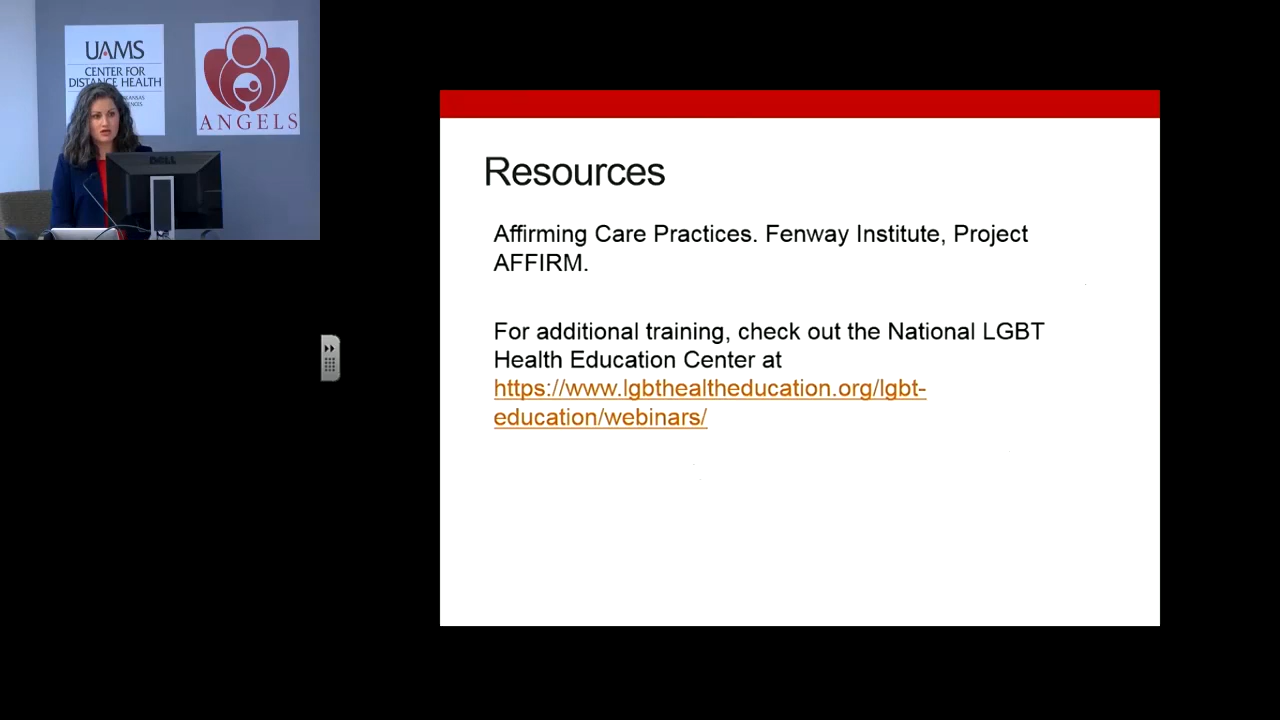 UAMS
CENTER FOR
DISTANCE HEALTH
ANGELS
DELL
Resources
Affirming Care Practices. Fenway Institute, Project
AFFIRM.
For additional training, check out the National LGBT
Health Education Center at
https://www.lgbthealtheducation.org/lgbt-
education/webinars/